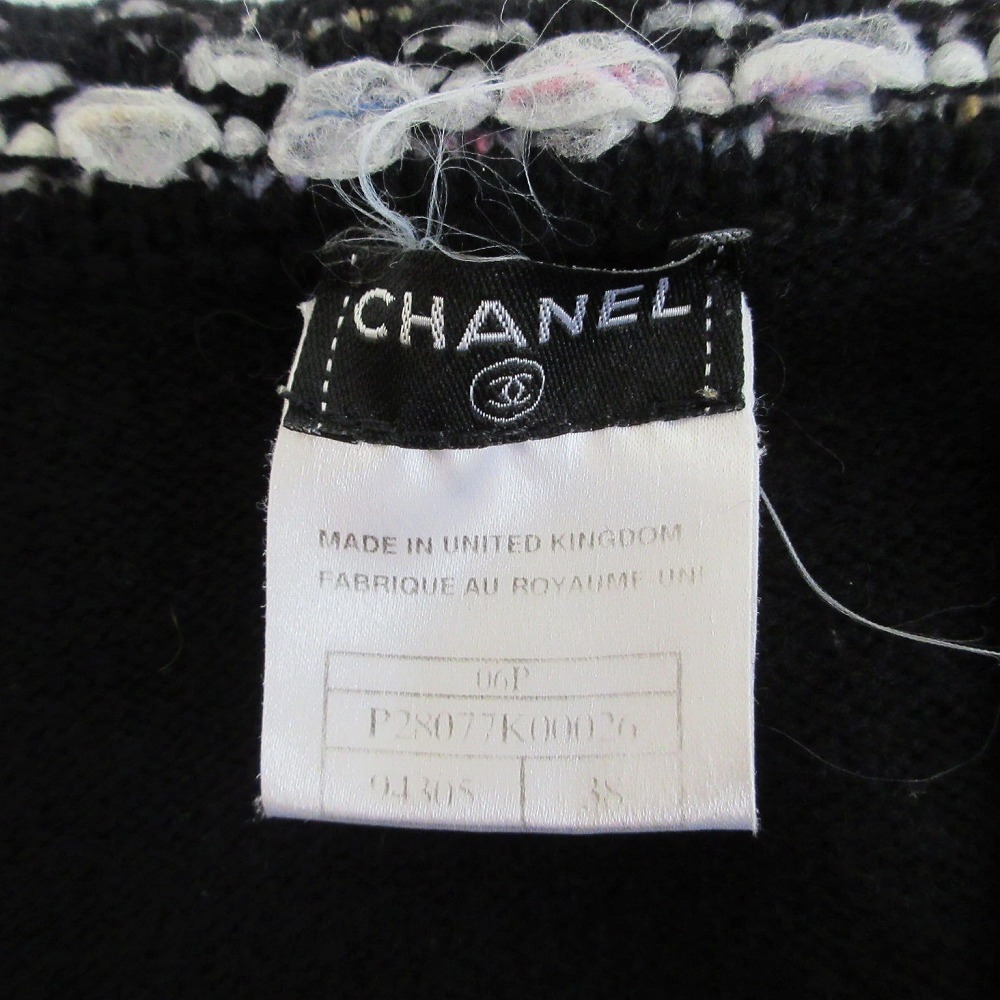 CHANEL
MADE IN UNITED KINGDOM
FABRIQUE AU ROYAUME UNI
06P
P28077K00026
94305 38